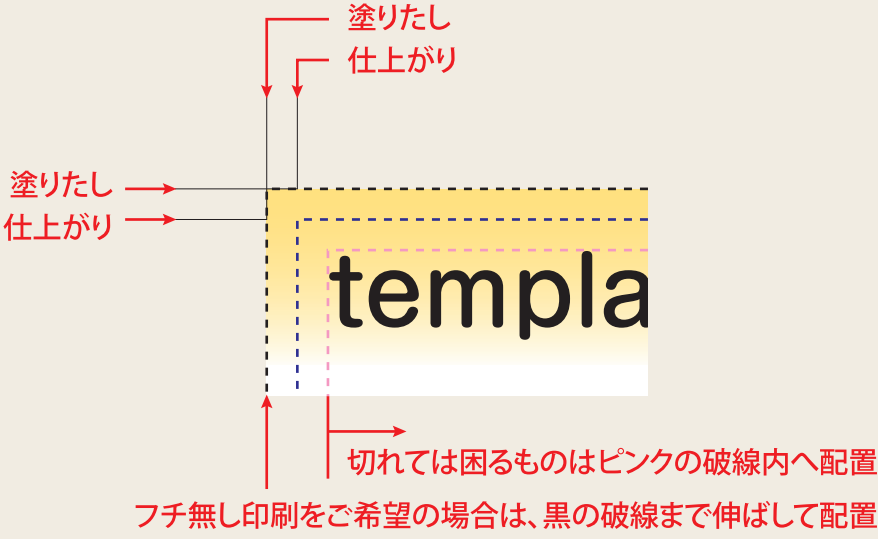 塗りたし
仕上がり
塗りたし
仕上がり
templa
切れては困るものはピンクの破線内へ配置
フチ無し印刷をご希望の場合は、黒の破線まで伸ばして配置